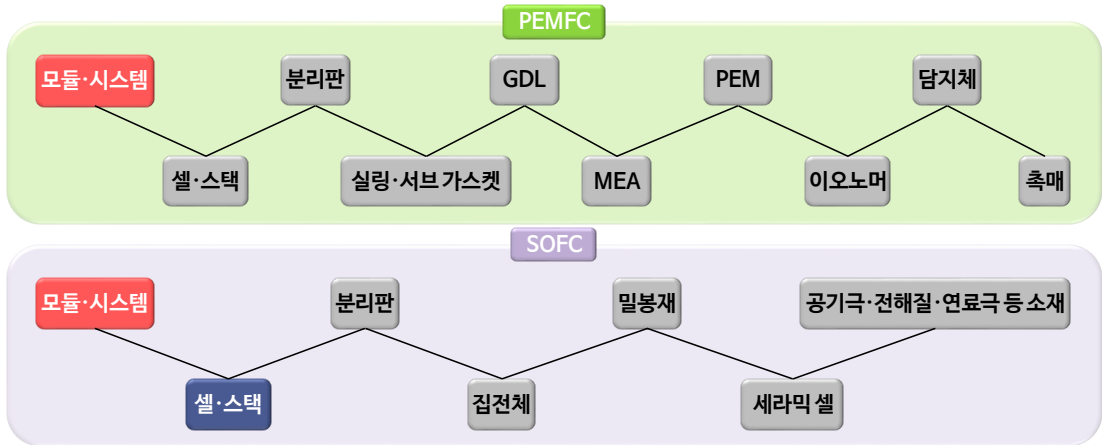 PEMFC
모듈·시스템
분리판
GDL
PEM
담지체
셀·스택
실링·서브 가스켓
MEA
이오노머
촉매
SOFC
모듈·시스템
분리판
밀봉재
공기극·전해질·연료극 등 소재
셀·스택
집전체
세라믹 셀